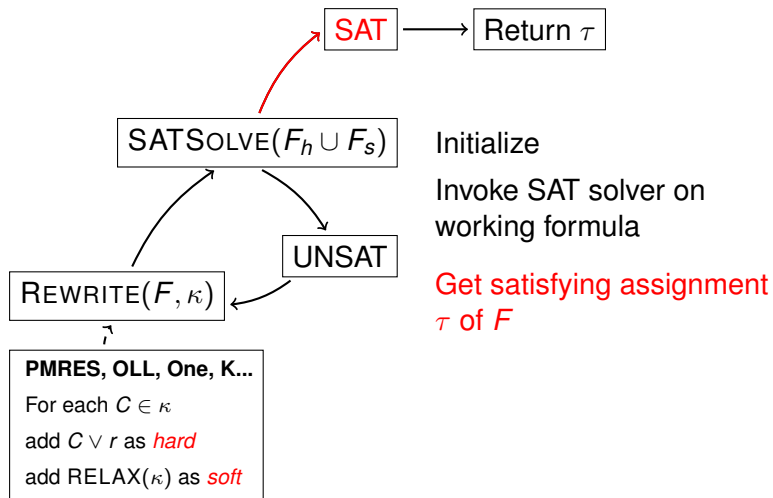 SAT
Return τ
SATSOLVE(F_h ∪ F_s)
Initialize
Invoke SAT solver on
working formula
UNSAT
REWRITE(F, κ)
Get satisfying assignment
τ of F
PMRES, OLL, One, K...
For each C ∈ κ
add C ∨ r as hard
add RELAX(κ) as soft